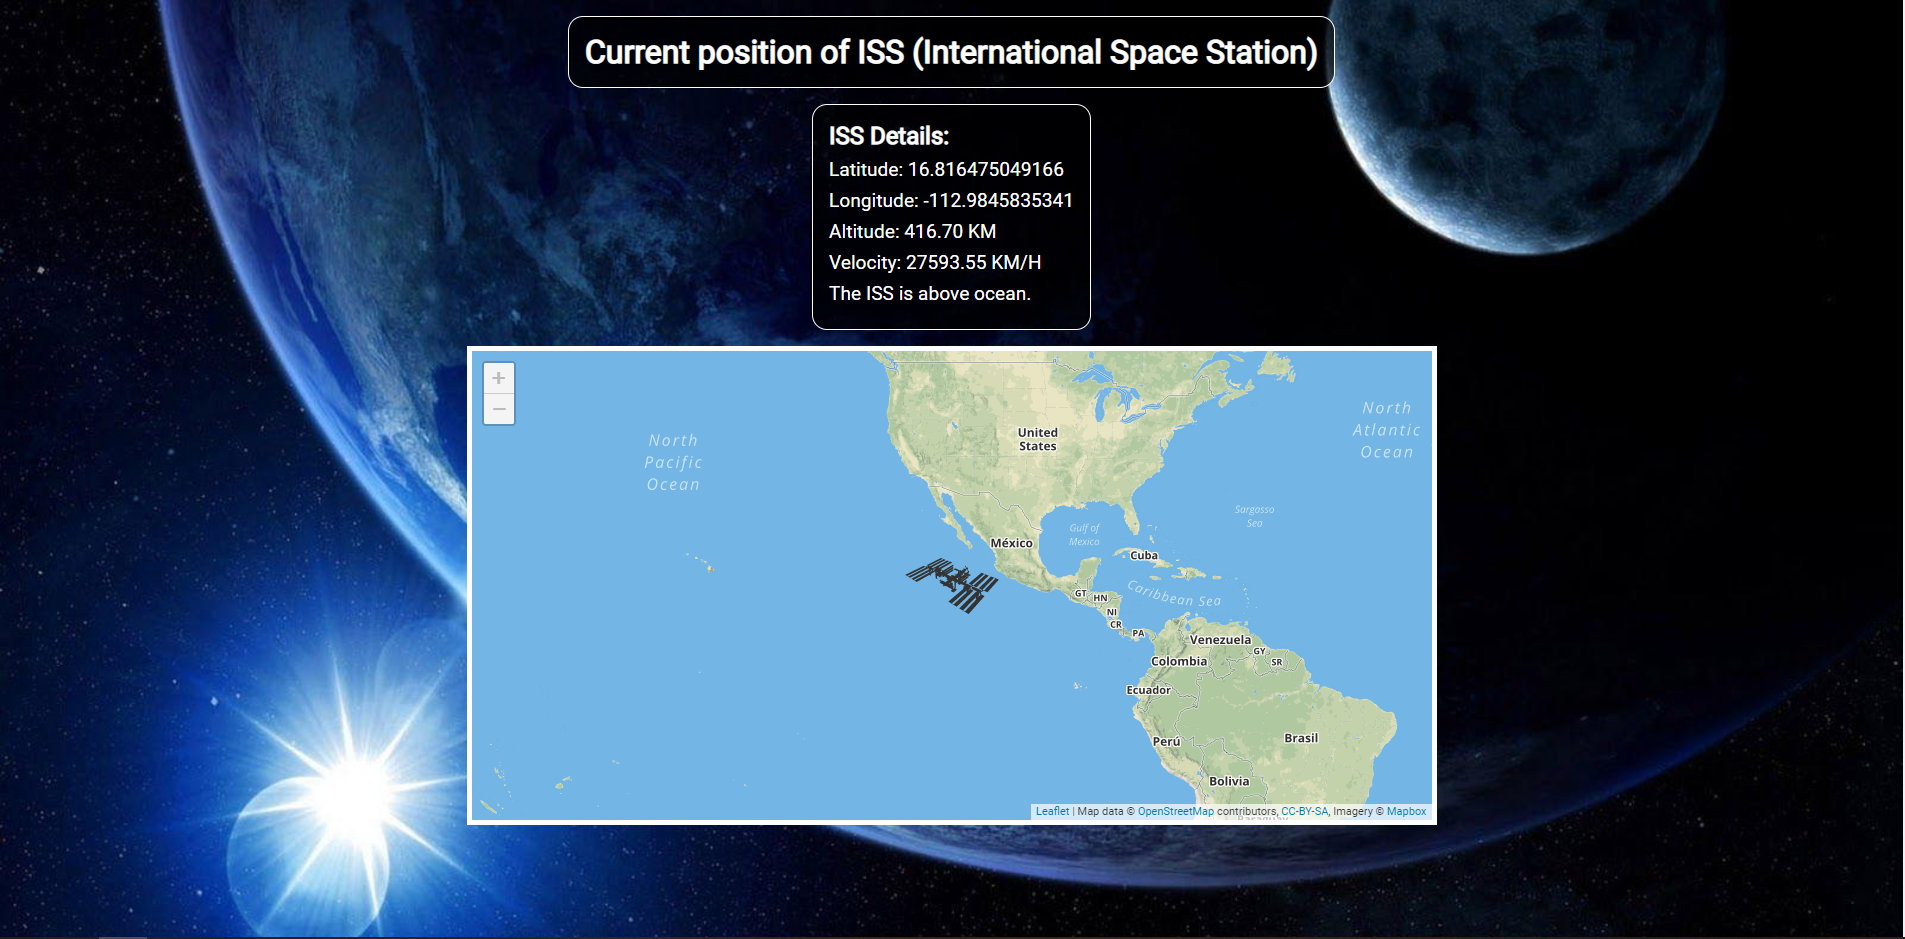 Current position of ISS (International Space Station)
ISS Details:
Latitude: 16.816475049166
Longitude: -112.9845835341
Altitude: 416.70 KM
Velocity: 27593.55 KM/H
The ISS is above ocean.
+
−
North
Pacific
Ocean
United
States
North
Atlantic
Ocean
Sargasso
Sea
Gulf of
Mexico
México
Cuba
Caribbean Sea
GT
HN
NI
CR
PA
Venezuela
GY
SR
Colombia
Ecuador
Perú
Brasil
Bolivia
Leaflet | Map data © OpenStreetMap contributors, CC-BY-SA, Imagery © Mapbox